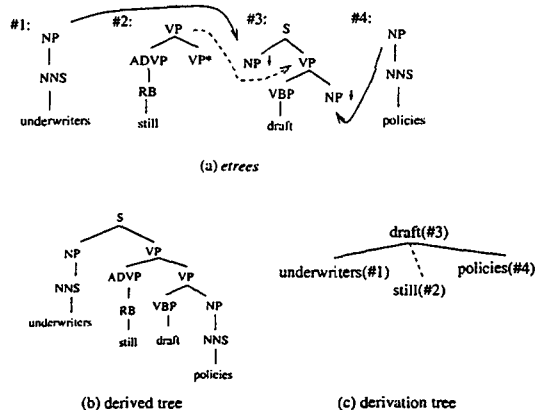 #1: #2: #3: #4:
NP VP S NP
ADVP VP* NP↓ VP
NNS RB VBP NP↓ NNS
underwriters still draft policies
(a) etrees
S
NP VP
NNS ADVP VP
underwriters RB VBP NP
still draft NNS
policies
(b) derived tree
draft(#3)
underwriters(#1) policies(#4)
still(#2)
(c) derivation tree